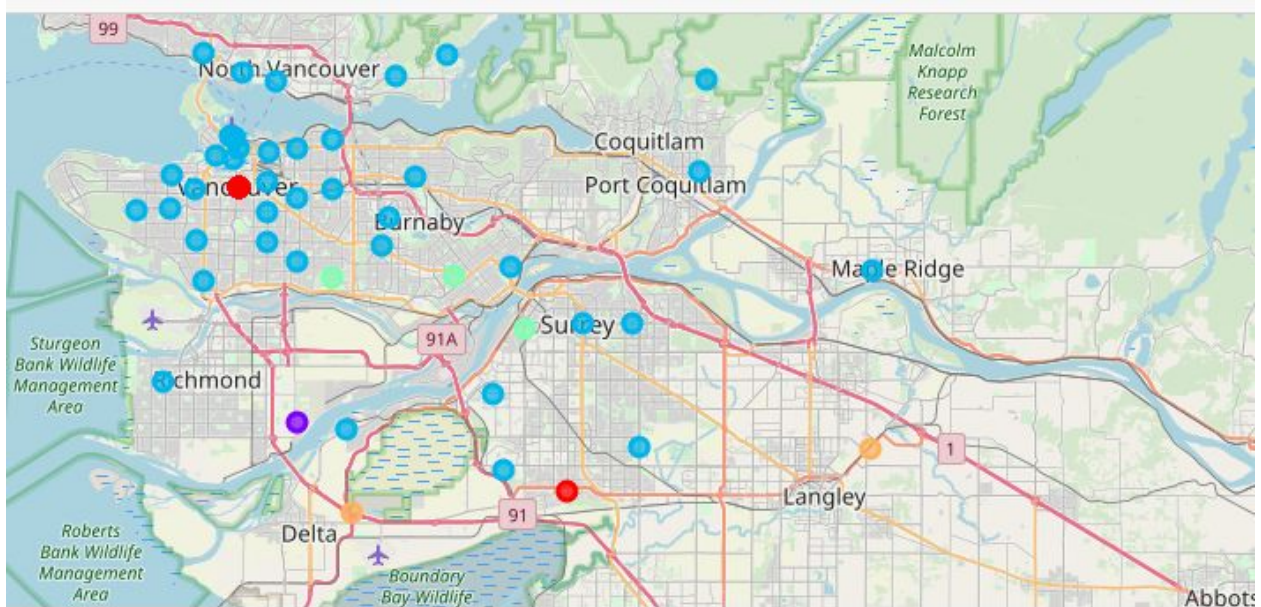 99
North Vancouver
Malcolm
Knapp
Research
Forest
Coquitlam
Port Coquitlam
Vancouver
Burnaby
Maple Ridge
Surrey
91A
Sturgeon
Bank Wildlife
Management
Area
Richmond
1
Langley
91
Delta
Roberts
Bank Wildlife
Management
Area
Boundary
Bay Wildlife
Abbots